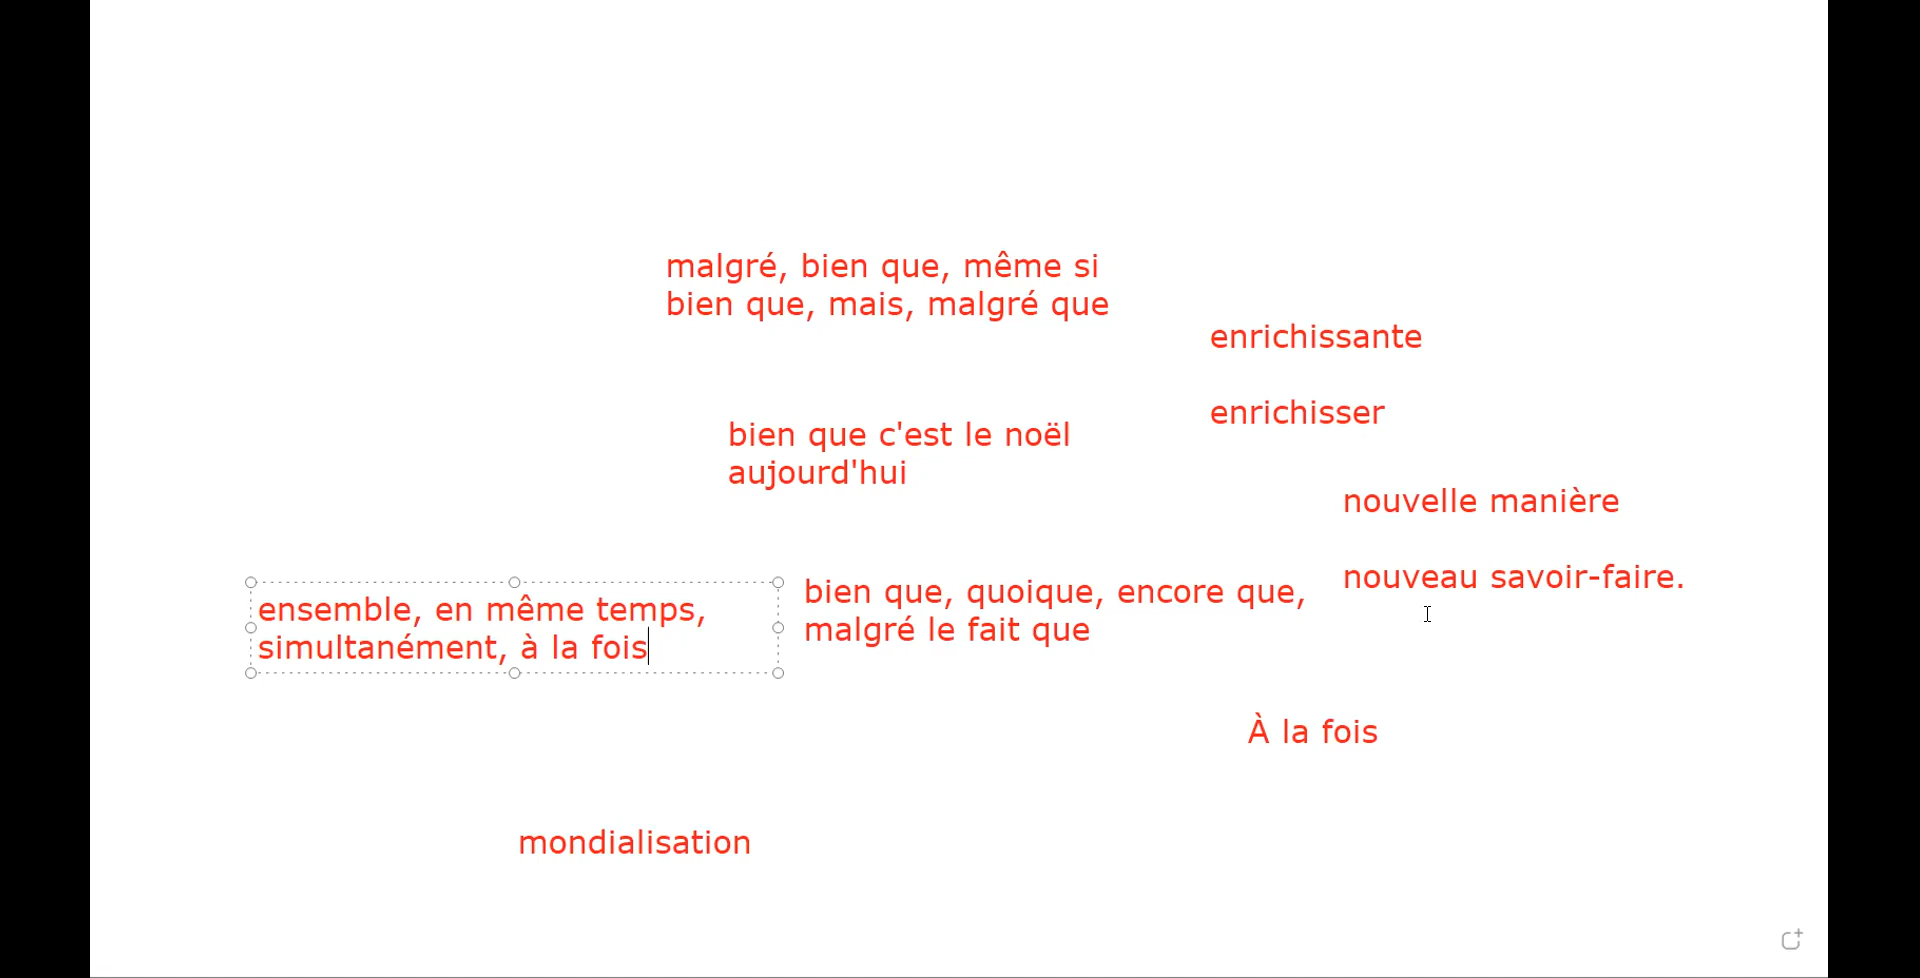 malgré, bien que, même si
bien que, mais, malgré que
enrichissante
enrichisser
bien que c'est le noël
aujourd'hui
nouvelle manière
nouveau savoir-faire.
ensemble, en même temps,
simultanément, à la fois
bien que, quoique, encore que,
malgré le fait que
À la fois
mondialisation